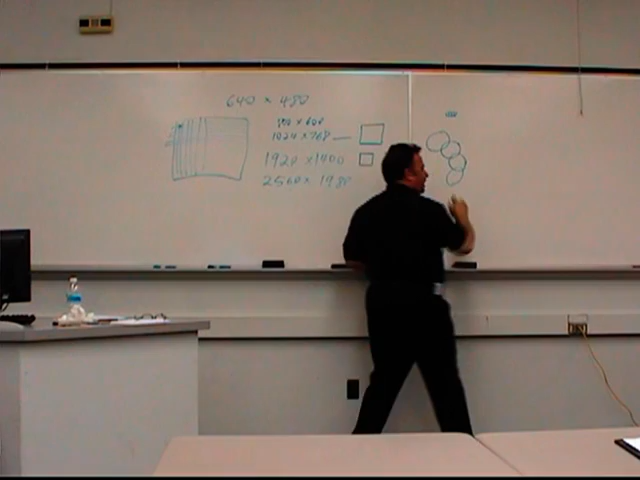 640 x 480
800 x 600
1024 x 768
1920 x 1400
2560 x 1980